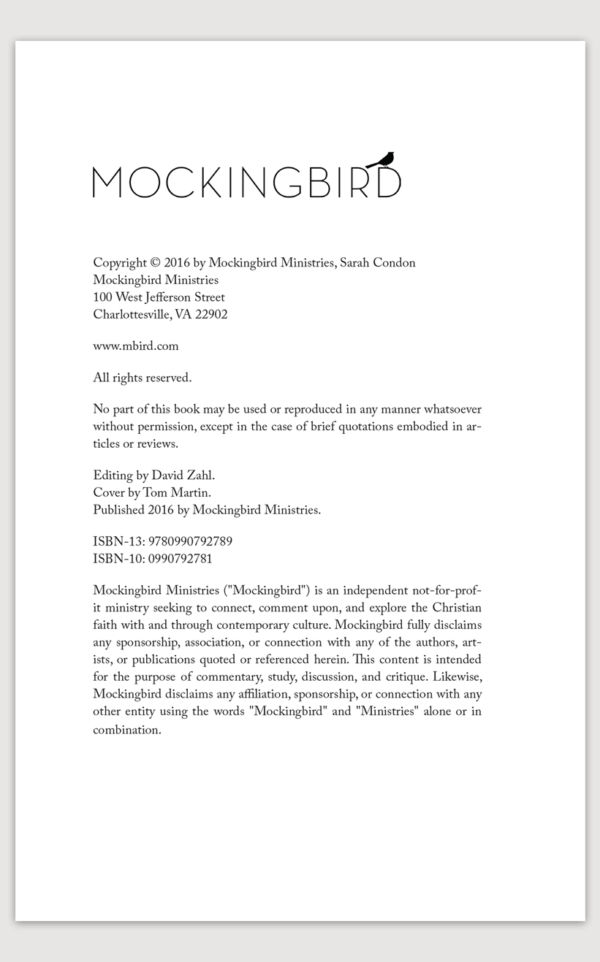 MOCKINGBIRD
Copyright © 2016 by Mockingbird Ministries, Sarah Condon
Mockingbird Ministries
100 West Jefferson Street
Charlottesville, VA 22902
www.mbird.com
All rights reserved.
No part of this book may be used or reproduced in any manner whatsoever
without permission, except in the case of brief quotations embodied in ar-
ticles or reviews.
Editing by David Zahl.
Cover by Tom Martin.
Published 2016 by Mockingbird Ministries.
ISBN-13: 9780990792789
ISBN-10: 0990792781
Mockingbird Ministries ("Mockingbird") is an independent not-for-prof-
it ministry seeking to connect, comment upon, and explore the Christian
faith with and through contemporary culture. Mockingbird fully disclaims
any sponsorship, association, or connection with any of the authors, art-
ists, or publications quoted or referenced herein. This content is intended
for the purpose of commentary, study, discussion, and critique. Likewise,
Mockingbird disclaims any affiliation, sponsorship, or connection with any
other entity using the words "Mockingbird" and "Ministries" alone or in
combination.